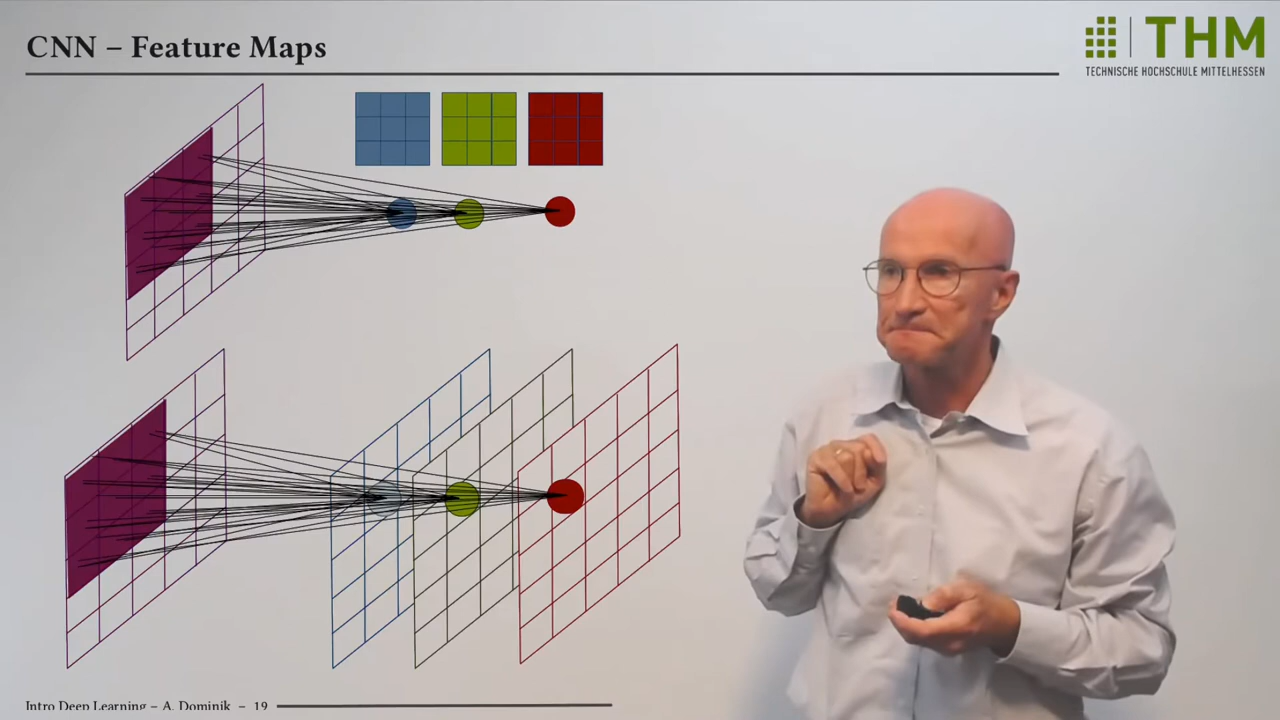 CNN – Feature Maps
THM
TECHNISCHE HOCHSCHULE MITTELHESSEN
Intro Deep Learning – A. Dominik – 19